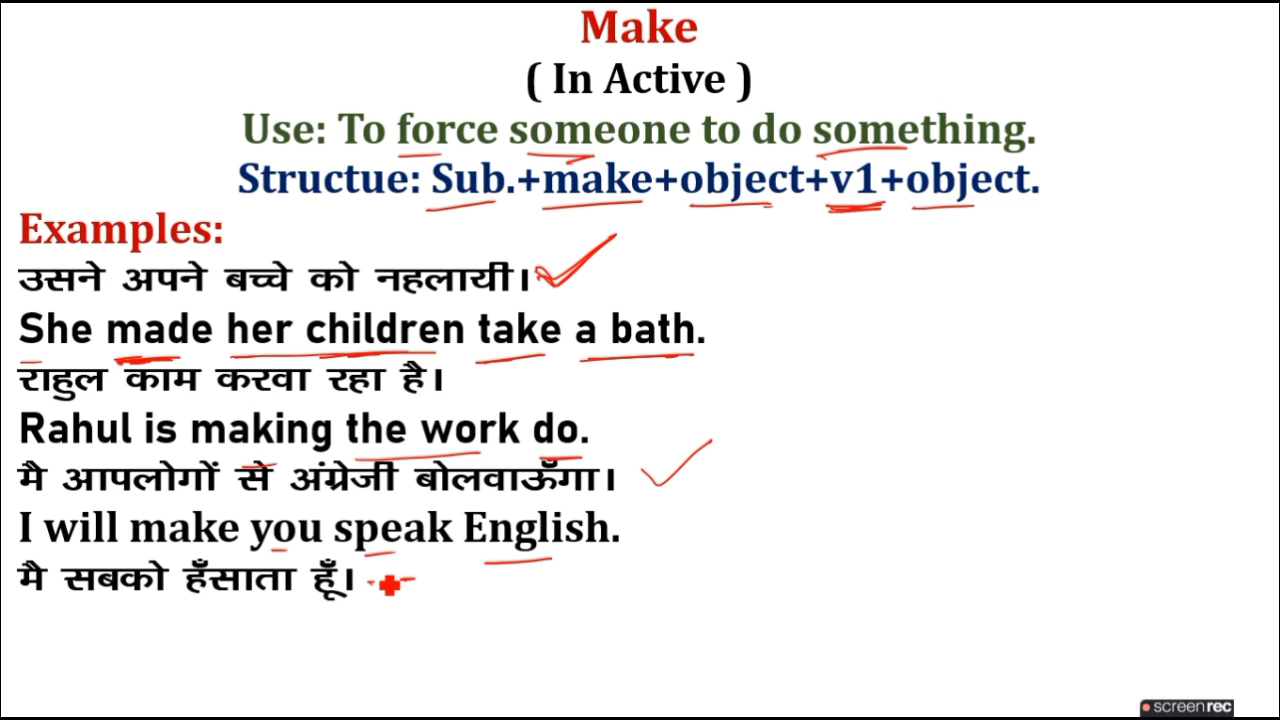 Make
( In Active )
Use: To force someone to do something.
Structue: Sub.+make+object+v1+object.
Examples:
उसने अपने बच्चे को नहलायी।
She made her children take a bath.
राहुल काम करवा रहा है।
Rahul is making the work do.
मै आपलोगों से अंग्रेजी बोलवाऊँगा।
I will make you speak English.
मै सबको हँसाता हूँ।
screenrec